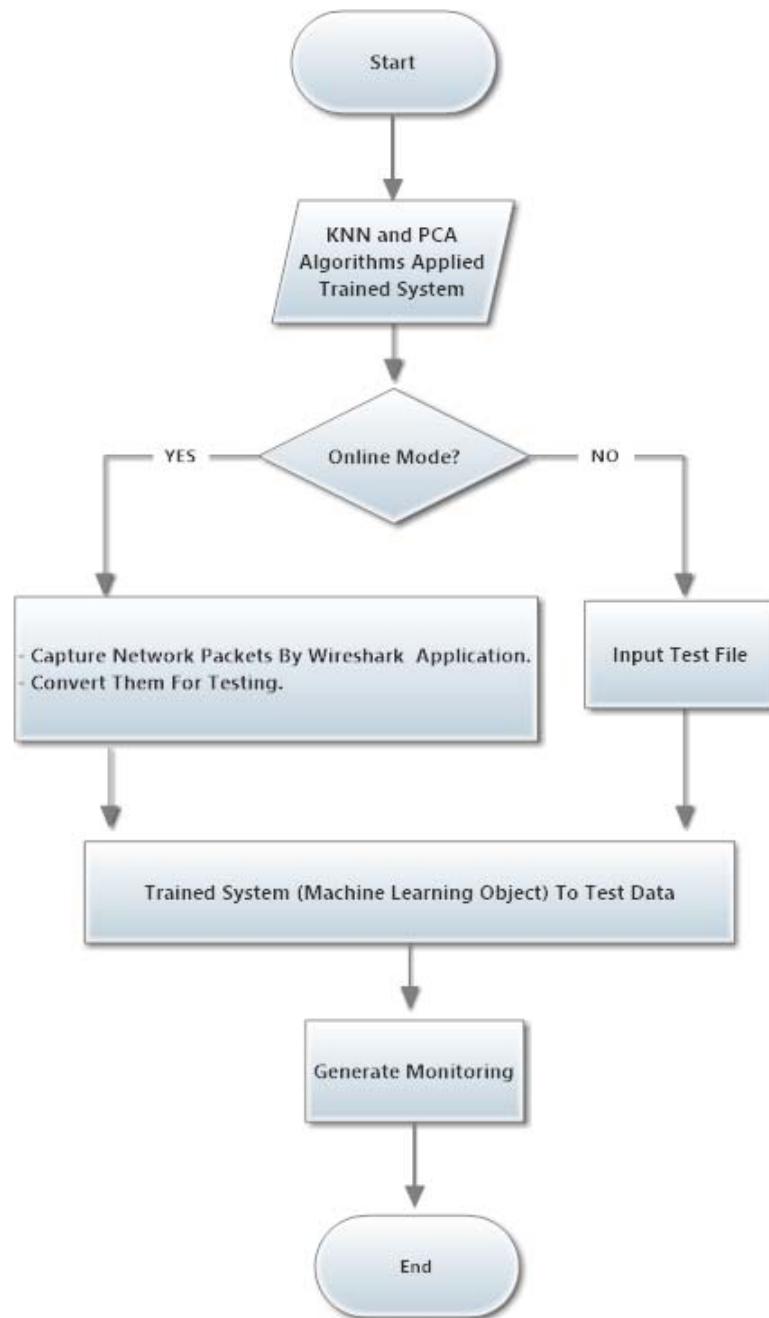 Start
KNN and PCA
Algorithms Applied
Trained System
Online Mode?
YES
NO
- Capture Network Packets By Wireshark Application.
- Convert Them For Testing.
Input Test File
Trained System (Machine Learning Object) To Test Data
Generate Monitoring
End